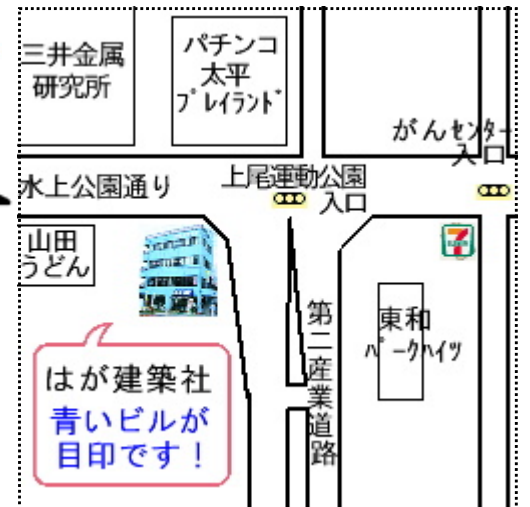 三井金属
研究所
パチンコ
太平
プレイランド
がんセンター
入口
水上公園通り
上尾運動公園
入口
山田
うどん
第二産業道路
東和
パークハイツ
はが建築社
青いビルが
目印です！